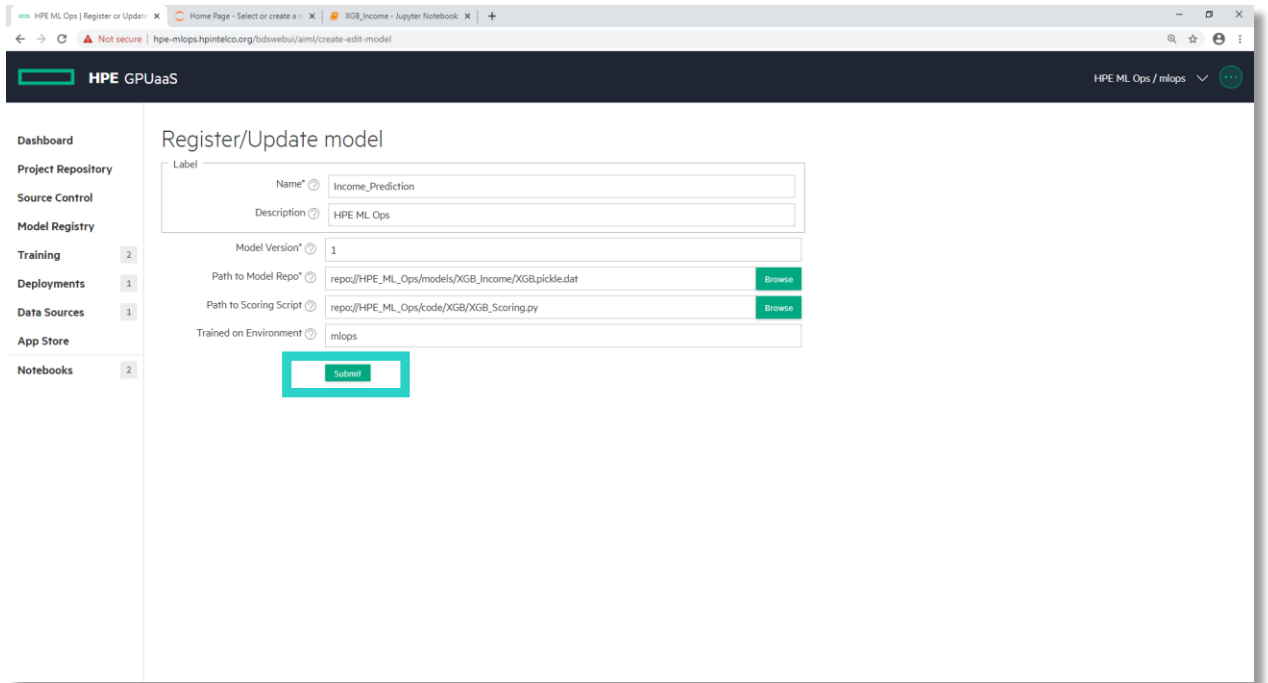 HPE ML Ops | Register or Update Home Page - Select or create a n XGB_Income - Jupyter Notebook
Not secure | hpe-mlops.hpintelco.org/bdswebui/aiml/create-edit-model
HPE GPUaaS HPE ML Ops / mlops
Dashboard
Project Repository
Source Control
Model Registry
Training 2
Deployments 1
Data Sources 1
App Store
Notebooks 2
Register/Update model
Label
Name* Income_Prediction
Description HPE ML Ops
Model Version* 1
Path to Model Repo* repo://HPE_ML_Ops/models/XGB_Income/XGB.pickle.dat Browse
Path to Scoring Script repo://HPE_ML_Ops/code/XGB/XGB_Scoring.py Browse
Trained on Environment mlops
Submit